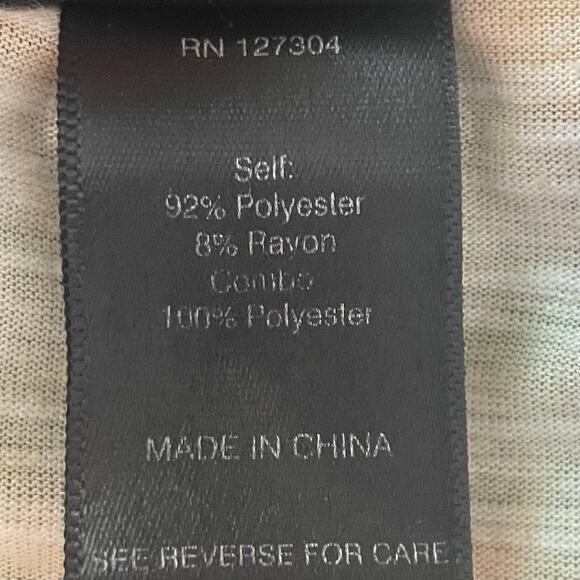 RN 127304
Self:
92% Polyester
8% Rayon
Combo
100% Polyester
MADE IN CHINA
SEE REVERSE FOR CARE